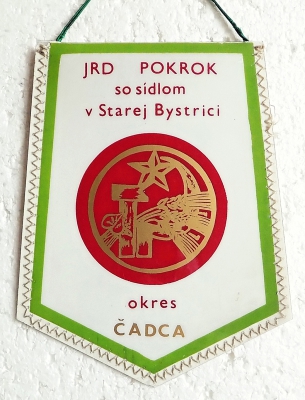 JRD POKROK
so sídlom
v Starej Bystrici
okres
ČADCA